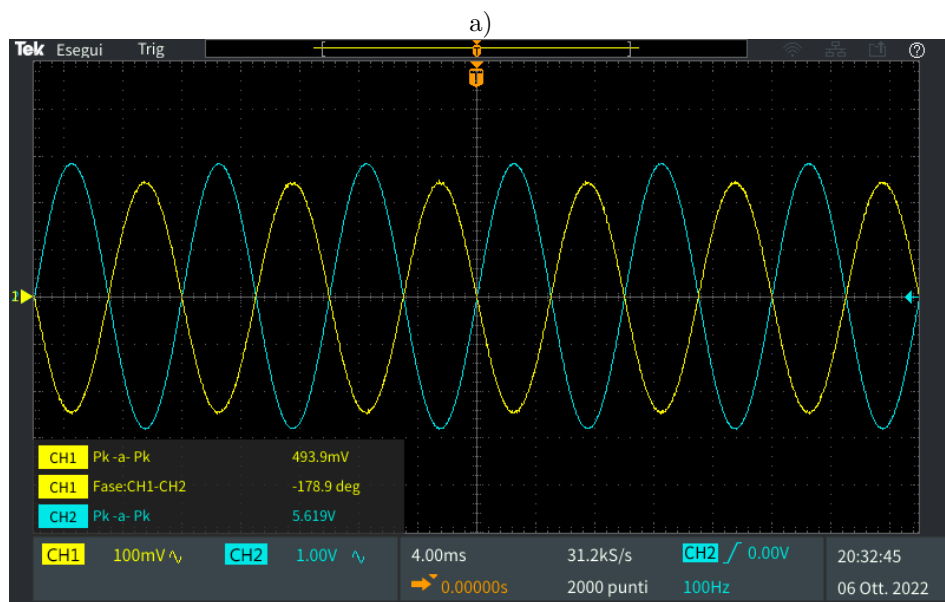 a)
Tek Esegui Trig
T
T
1
CH1 Pk -a- Pk 493.9mV
CH1 Fase:CH1-CH2 -178.9 deg
CH2 Pk -a- Pk 5.619V
CH1 100mV CH2 1.00V 4.00ms 31.2kS/s CH2 0.00V 20:32:45
0.00000s 2000 punti 100Hz 06 Ott. 2022